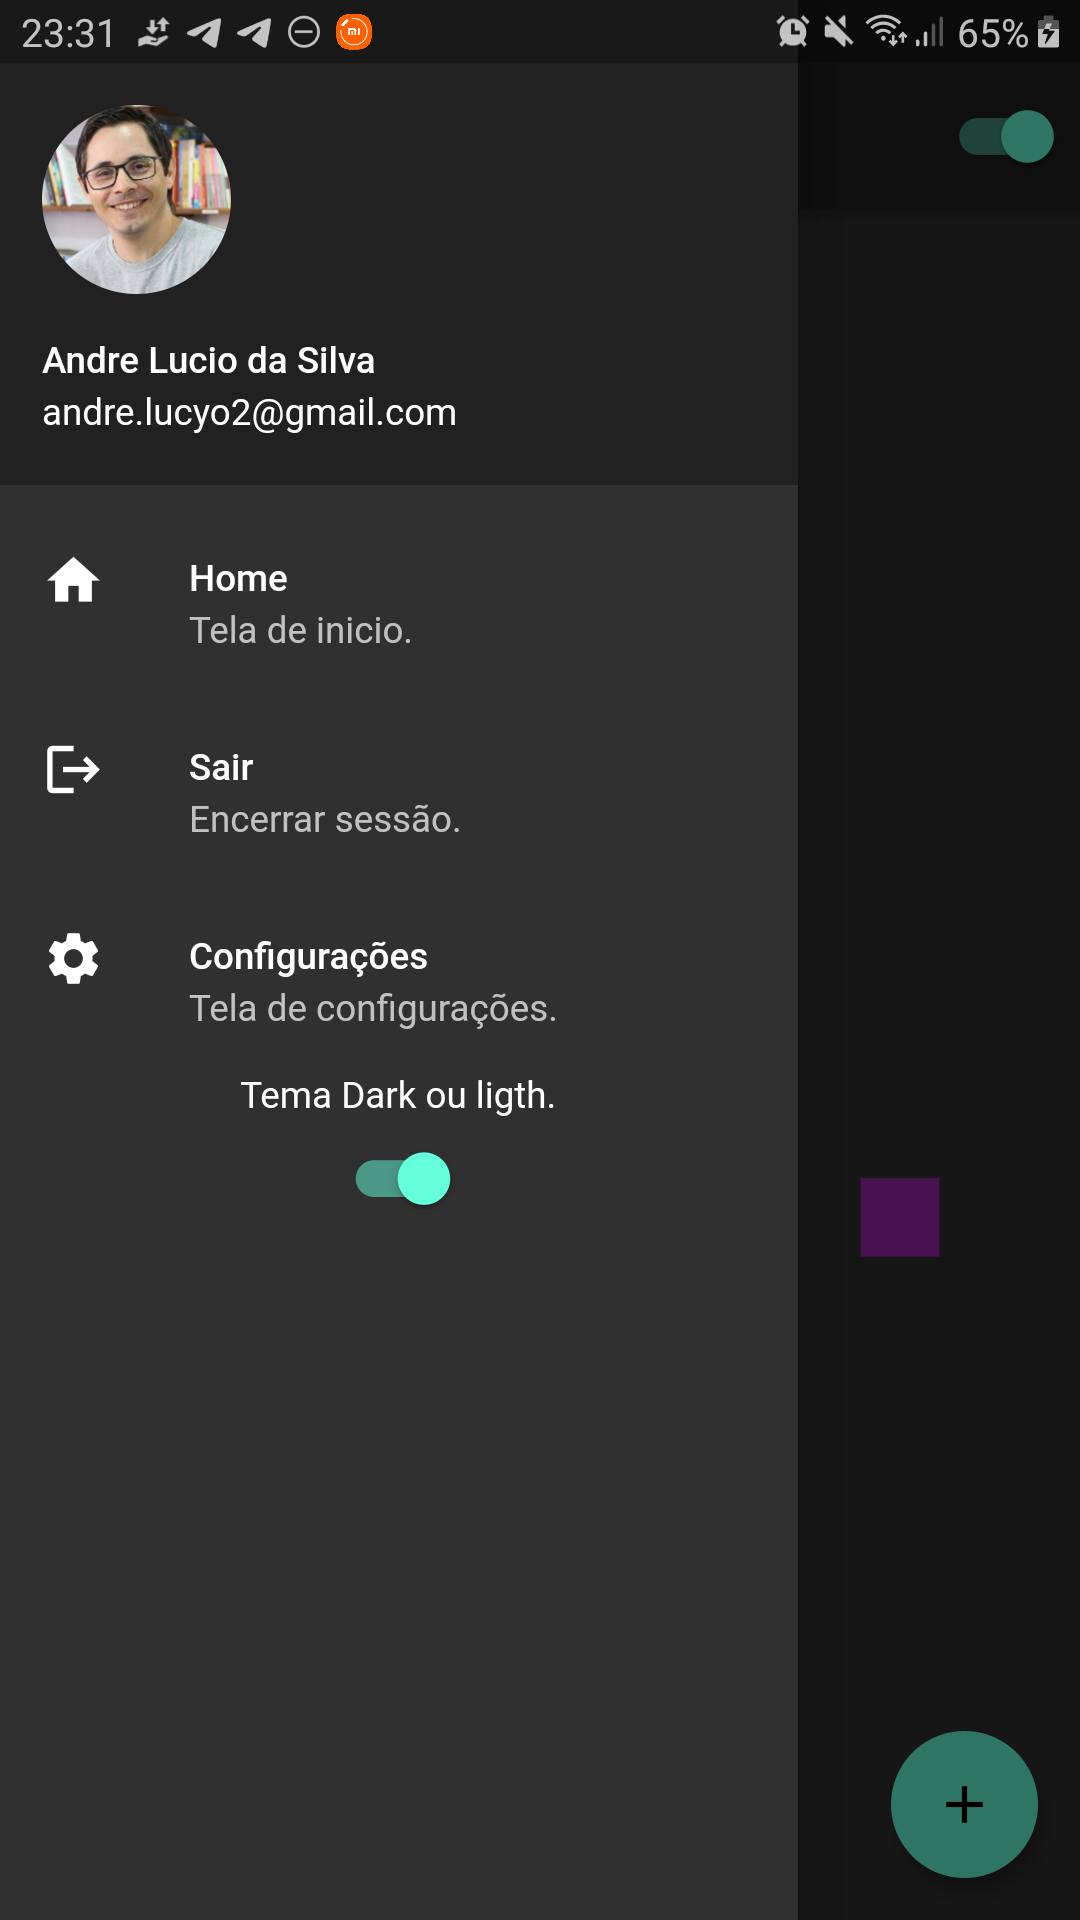 23:31
65%
Andre Lucio da Silva
andre.lucyo2@gmail.com
Home
Tela de inicio.
Sair
Encerrar sessão.
Configurações
Tela de configurações.
Tema Dark ou ligth.